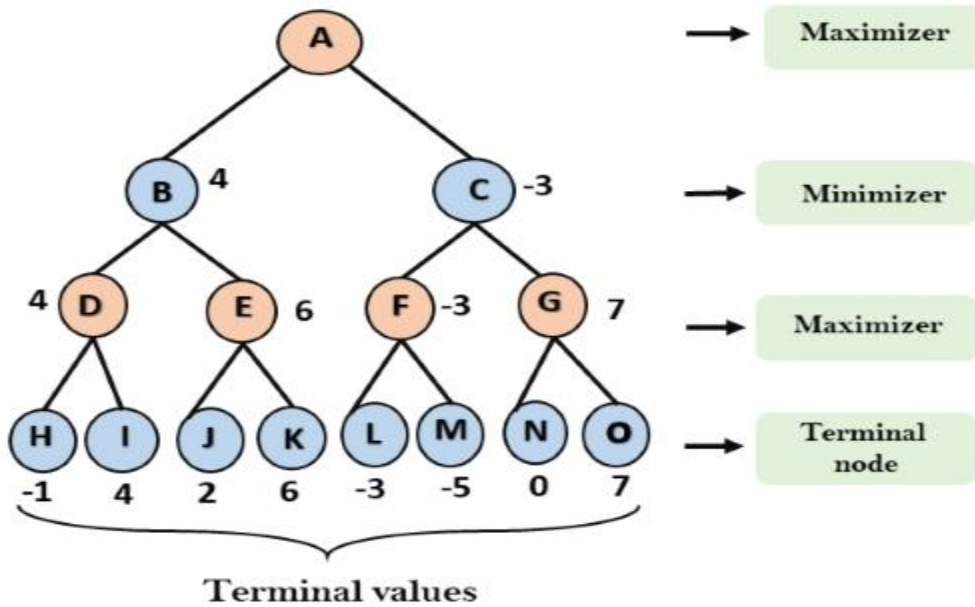 A
Maximizer
B 4
C -3
Minimizer
4 D
E 6
F -3
G 7
Maximizer
H I J K L M N O
Terminal
node
-1 4 2 6 -3 -5 0 7
Terminal values